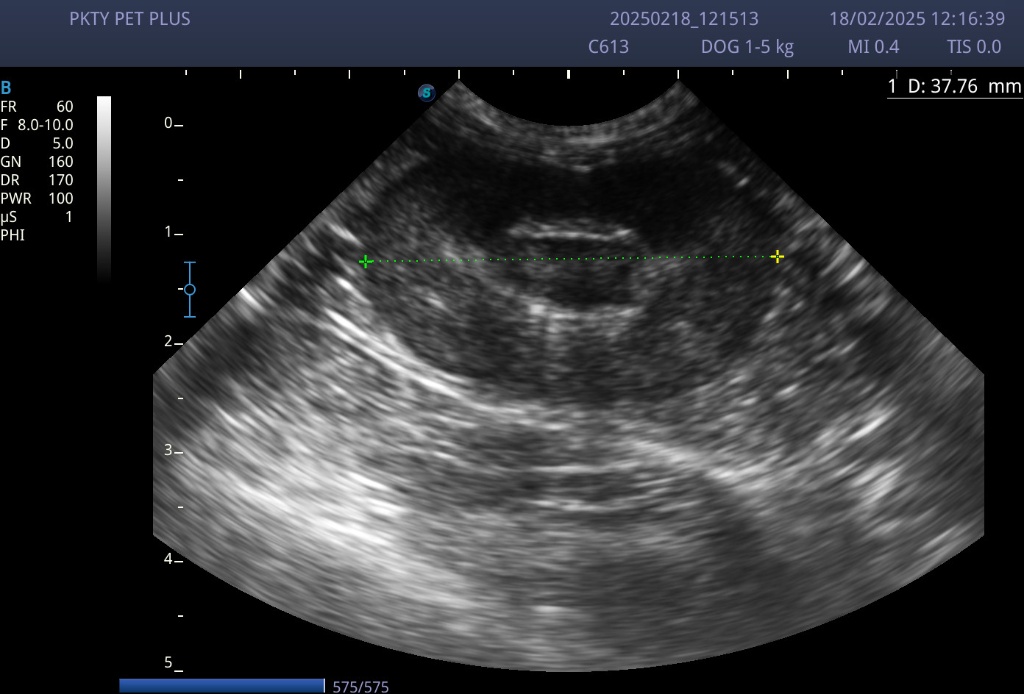 PKTY PET PLUS
20250218_121513
18/02/2025 12:16:39
C613
DOG 1-5 kg
MI 0.4
TIS 0.0
S
1 D: 37.76 mm
B
FR 60
F 8.0-10.0
D 5.0
GN 160
DR 170
PWR 100
µS 1
PHI
0
1
2
3
4
5
575/575